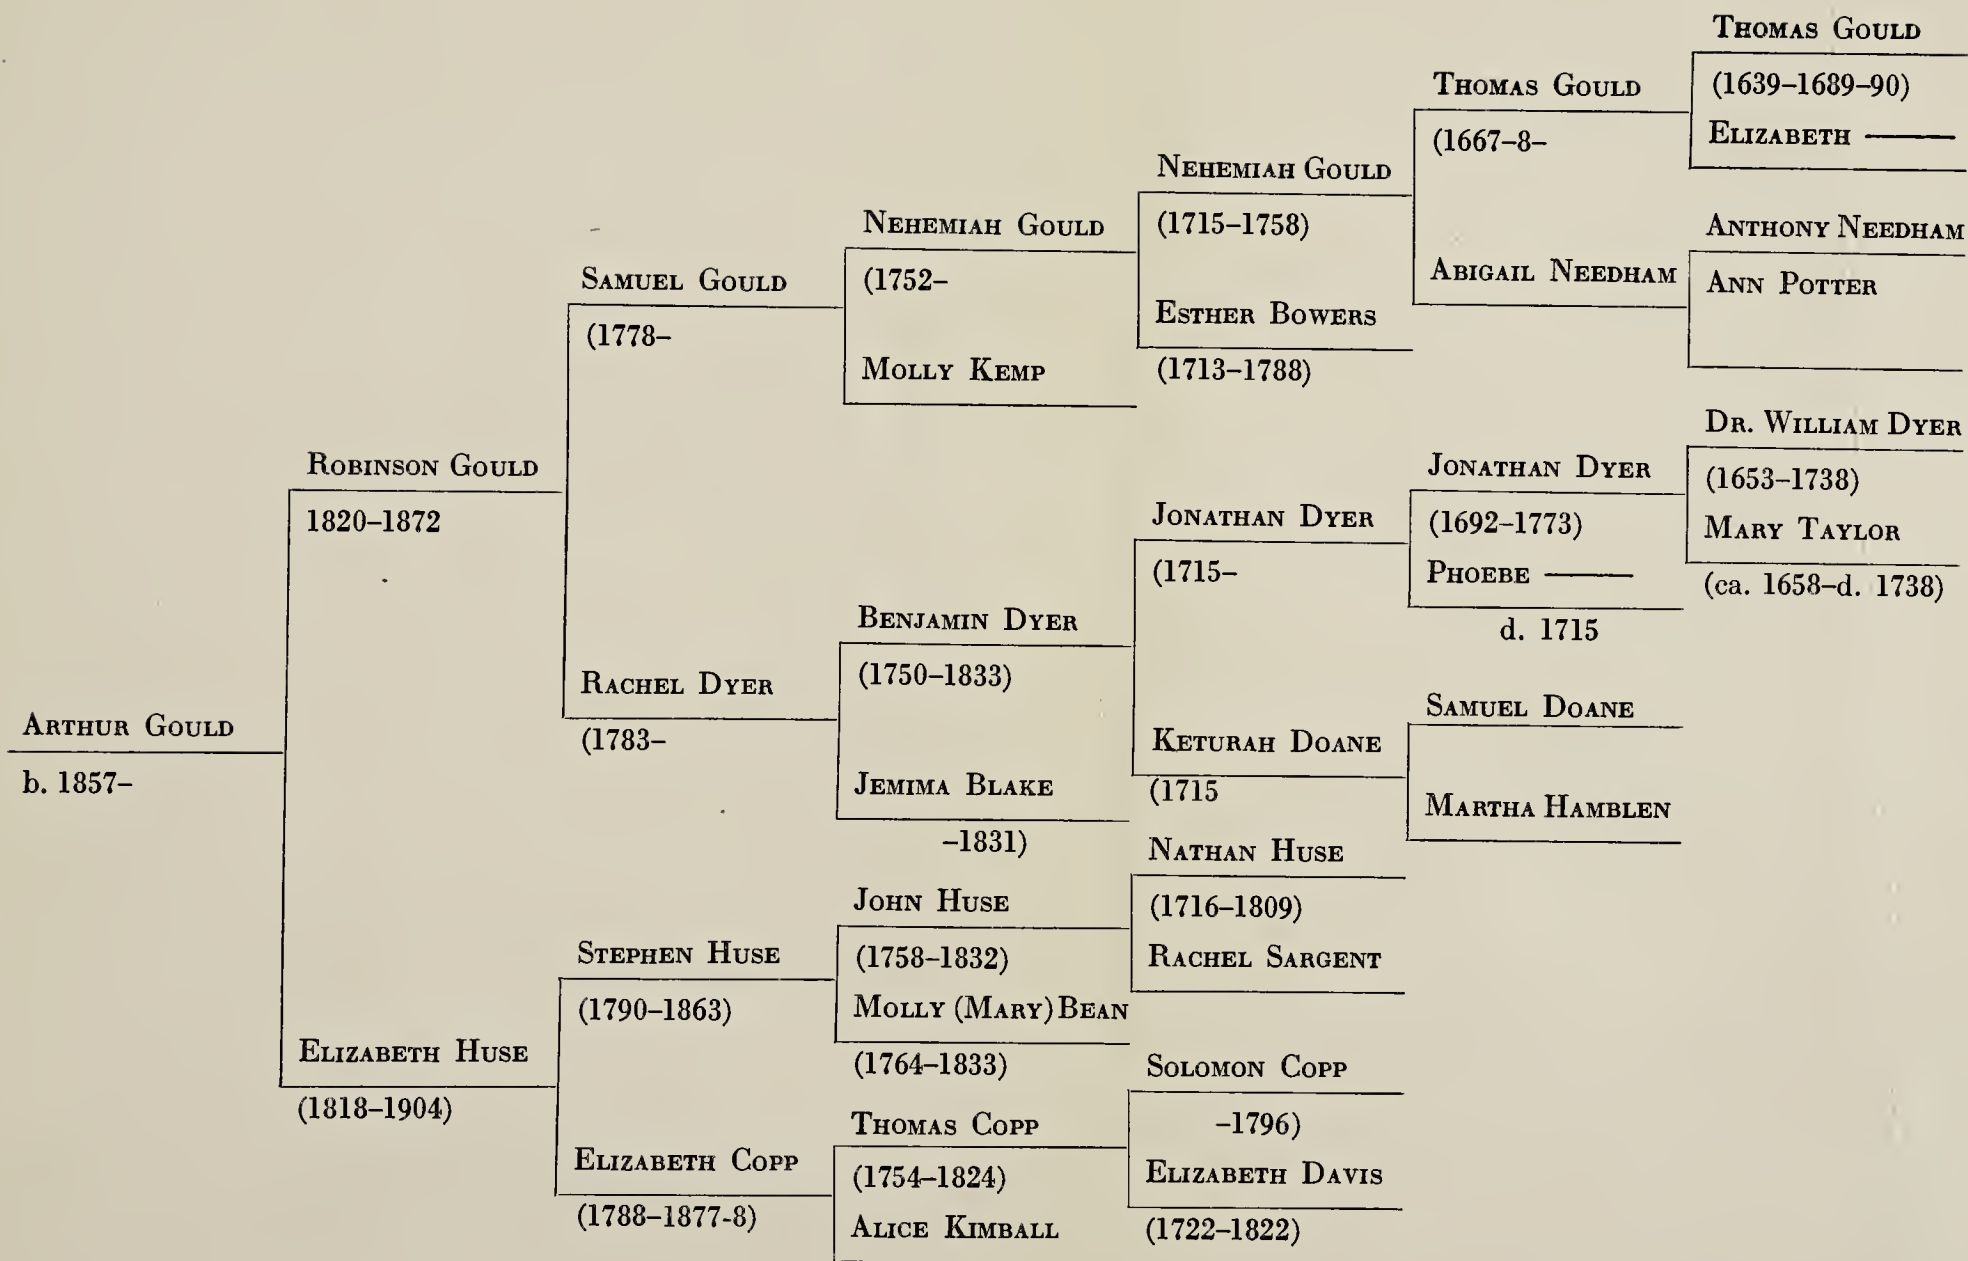 THOMAS GOULD
(1639–1689–90)
ELIZABETH ———
THOMAS GOULD
(1667–8–
ABIGAIL NEEDHAM
ANTHONY NEEDHAM
ANN POTTER
NEHEMIAH GOULD
(1715–1758)
ESTHER BOWERS
(1713–1788)
NEHEMIAH GOULD
(1752–
MOLLY KEMP
SAMUEL GOULD
(1778–
ROBINSON GOULD
1820–1872
DR. WILLIAM DYER
(1653–1738)
MARY TAYLOR
(ca. 1658–d. 1738)
JONATHAN DYER
(1692–1773)
PHOEBE ———
d. 1715
JONATHAN DYER
(1715–
KETURAH DOANE
(1715
SAMUEL DOANE
MARTHA HAMBLEN
BENJAMIN DYER
(1750–1833)
JEMIMA BLAKE
–1831)
RACHEL DYER
(1783–
ARTHUR GOULD
b. 1857–
NATHAN HUSE
(1716–1809)
RACHEL SARGENT
JOHN HUSE
(1758–1832)
MOLLY (MARY) BEAN
(1764–1833)
STEPHEN HUSE
(1790–1863)
ELIZABETH HUSE
(1818–1904)
SOLOMON COPP
–1796)
ELIZABETH DAVIS
(1722–1822)
THOMAS COPP
(1754–1824)
ALICE KIMBALL
ELIZABETH COPP
(1788–1877-8)